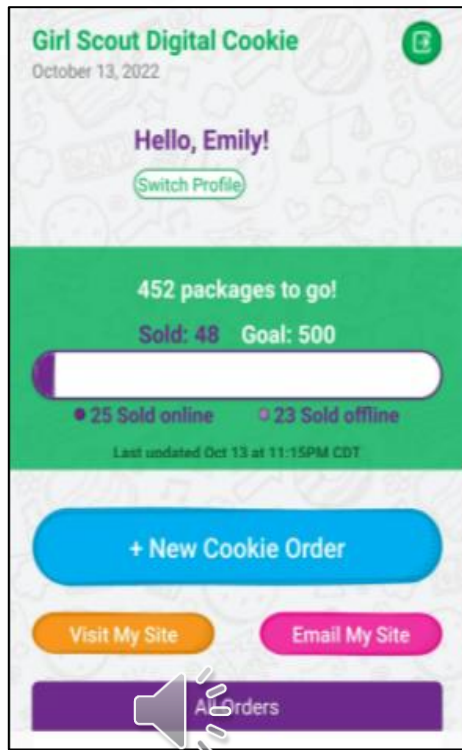 Girl Scout Digital Cookie
October 13, 2022
Hello, Emily!
Switch Profile
452 packages to go!
Sold: 48 Goal: 500
25 Sold online 23 Sold offline
Last updated Oct 13 at 11:15PM CDT
+ New Cookie Order
Visit My Site Email My Site
All Orders